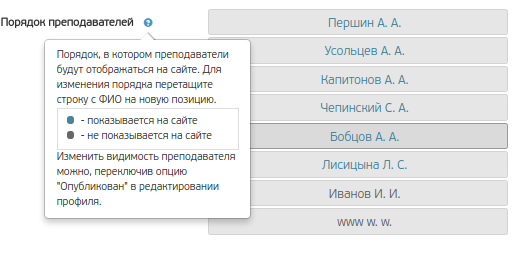 Порядок преподавателей ?
Порядок, в котором преподаватели
будут отображаться на сайте. Для
изменения порядка перетащите
строку с ФИО на новую позицию.
- показывается на сайте
- не показывается на сайте
Изменить видимость преподавателя
можно, переключив опцию
"Опубликован" в редактировании
профиля.
Першин А. А.
Усольцев А. А.
Капитонов А. А.
Чепинский С. А.
Бобцов А. А.
Лисицына Л. С.
Иванов И. И.
www w. w.